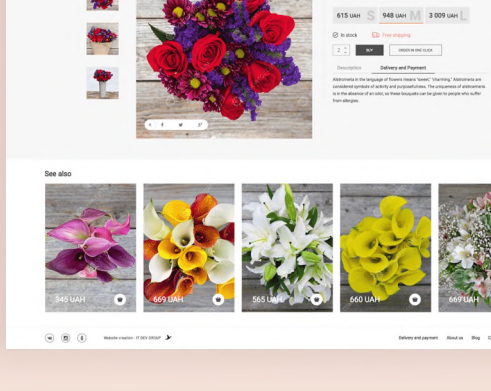 615 UAH S 948 UAH M 3 009 UAH L
In stock Free shipping
2 BUY ORDER IN ONE CLICK
Description Delivery and Payment
Alstromeria in the language of flowers means "sweet," "charming." Alstromeria are
considered symbols of activity and purposefulness. The uniqueness of alstroemeria
is in the absence of an odor, so these bouquets can be given to people who suffer
from allergies.
See also
345 UAH 669 UAH 565 UAH 660 UAH 669 UAH
Website creation - IT DEV GROUP Delivery and payment About us Blog